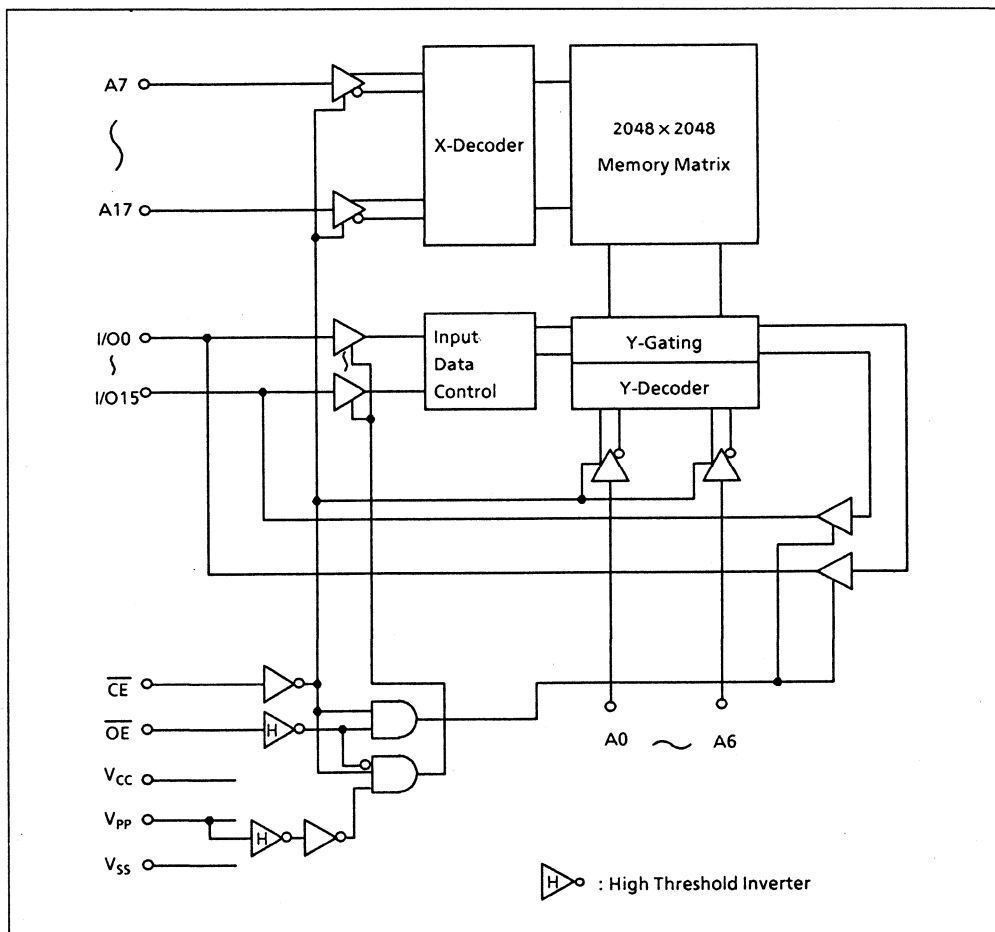 A7
X-Decoder
2048 × 2048
Memory Matrix
A17
I/O0
I/O15
Input
Data
Control
Y-Gating
Y-Decoder
CE
OE
H
A0 ~ A6
VCC
VPP
H
VSS
H : High Threshold Inverter